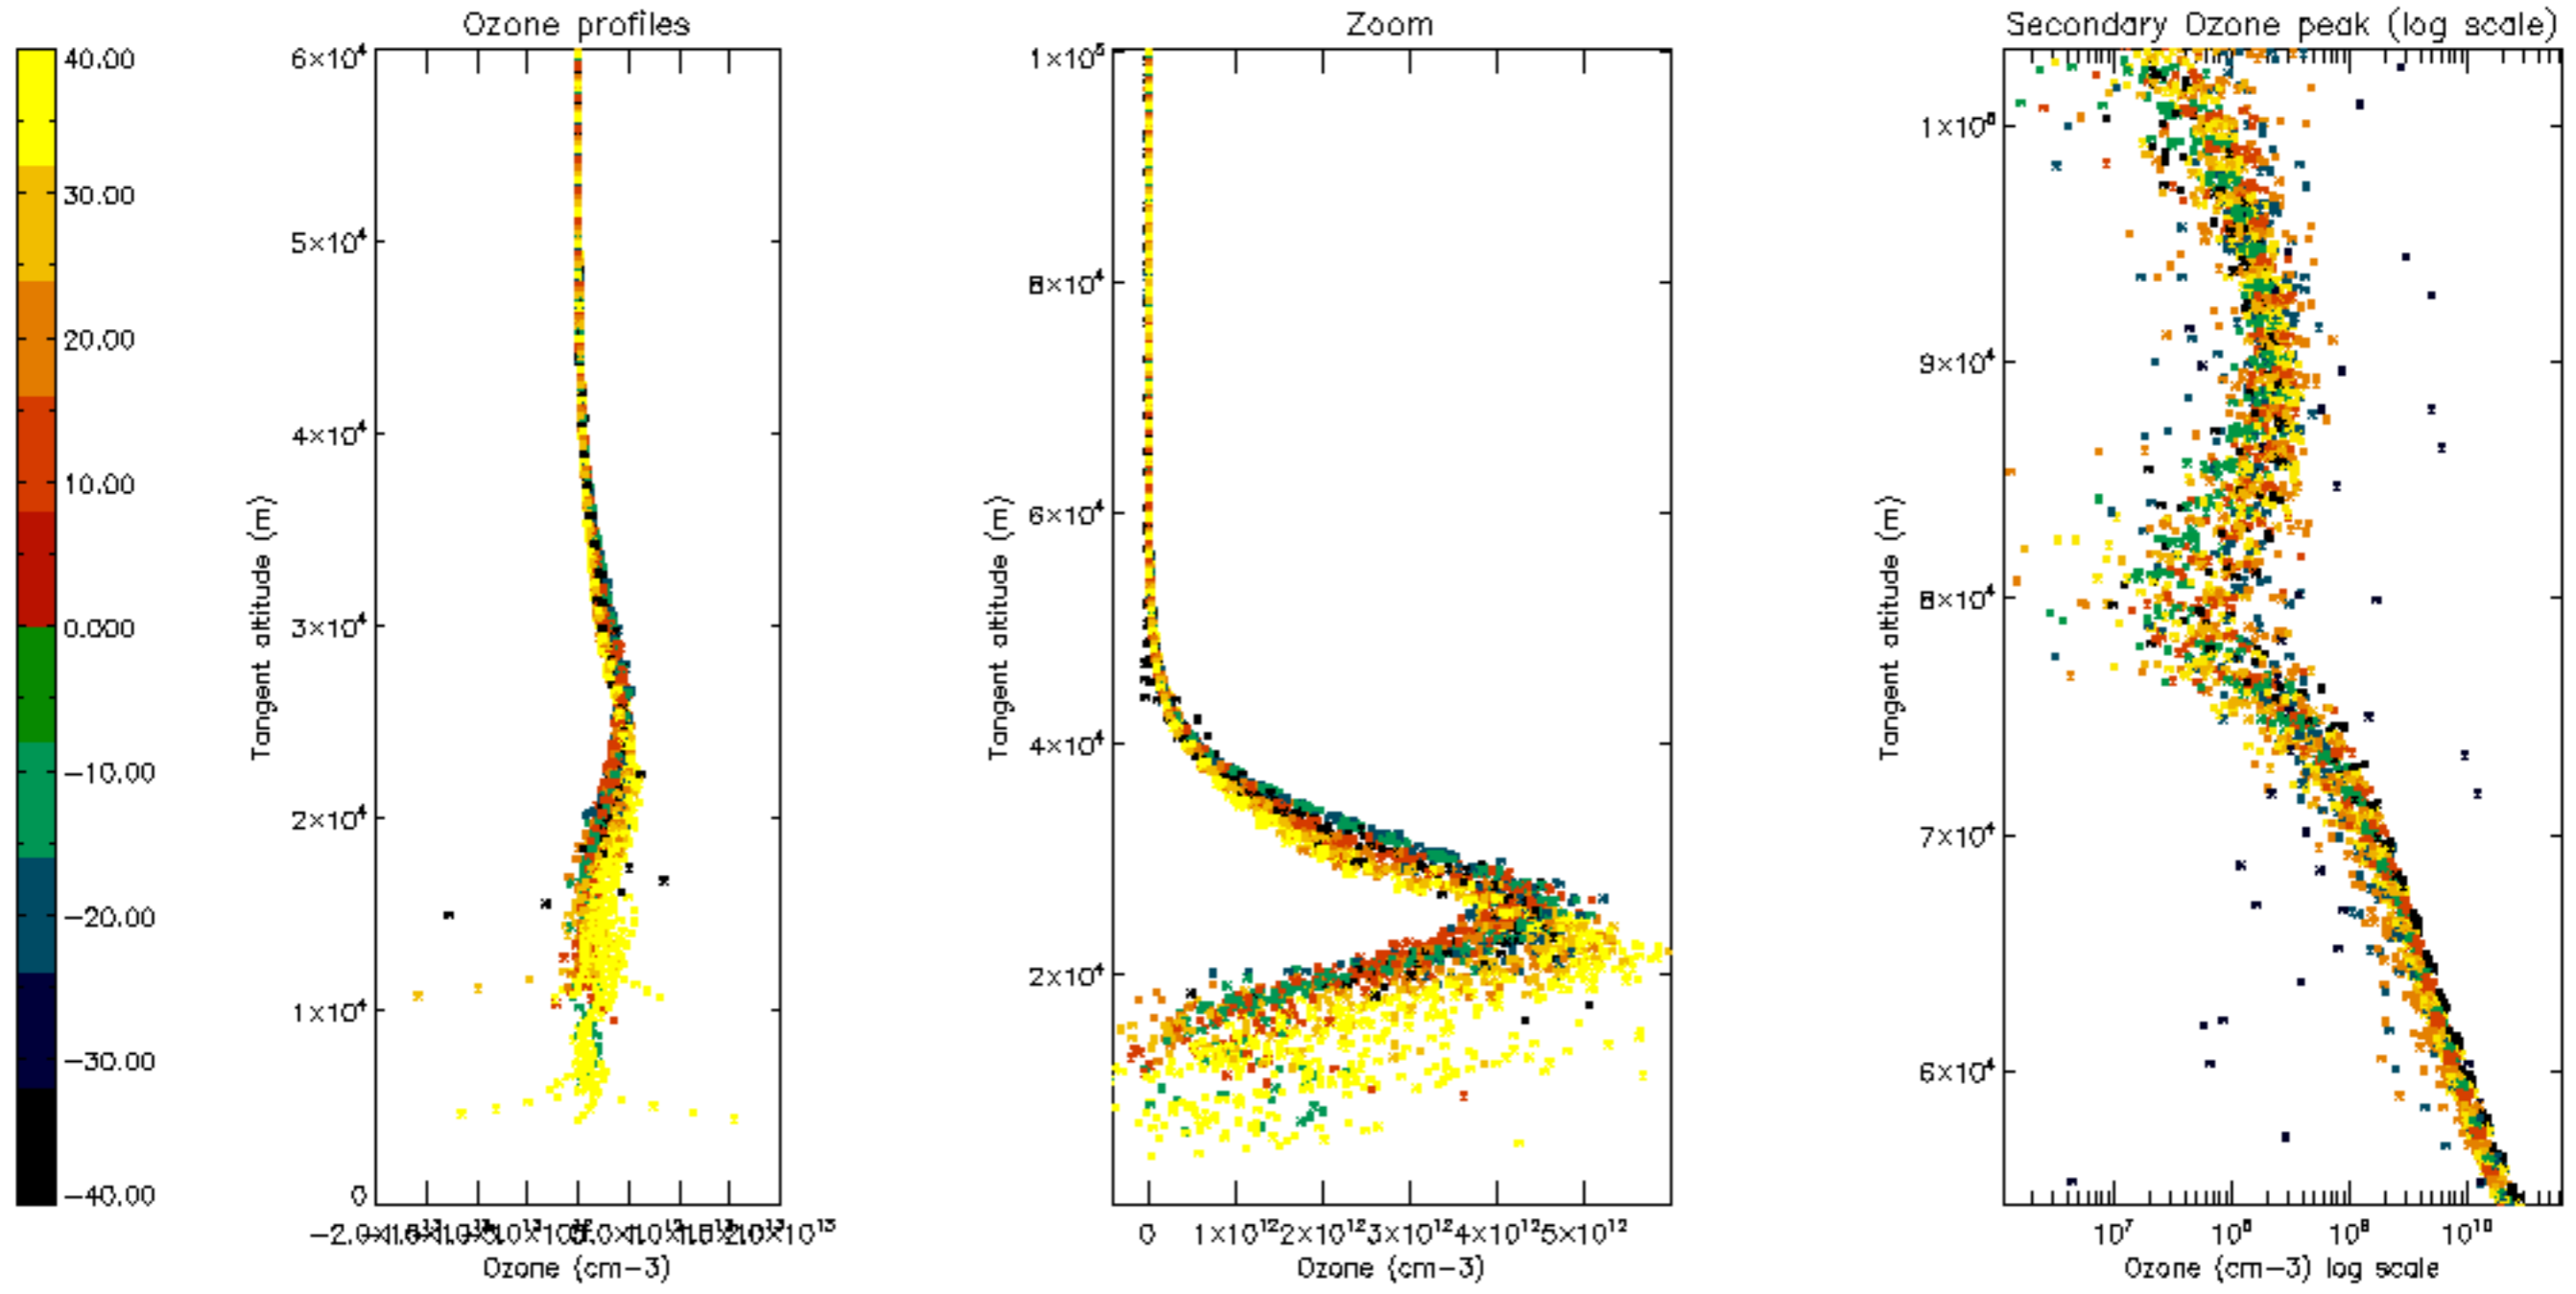 Ozone profiles
Zoom
Secondary Ozone peak (log scale)
40.00
30.00
20.00
10.00
0.000
-10.00
-20.00
-30.00
-40.00
Tangent altitude (m)
6×10⁴
5×10⁴
4×10⁴
3×10⁴
2×10⁴
1×10⁴
0
Ozone (cm-3)
Tangent altitude (m)
1×10⁵
8×10⁴
6×10⁴
4×10⁴
2×10⁴
0 1×10¹² 2×10¹² 3×10¹² 4×10¹² 5×10¹²
Ozone (cm-3)
Tangent altitude (m)
1×10⁵
9×10⁴
8×10⁴
7×10⁴
6×10⁴
10⁷ 10⁸ 10⁹ 10¹⁰
Ozone (cm-3) log scale